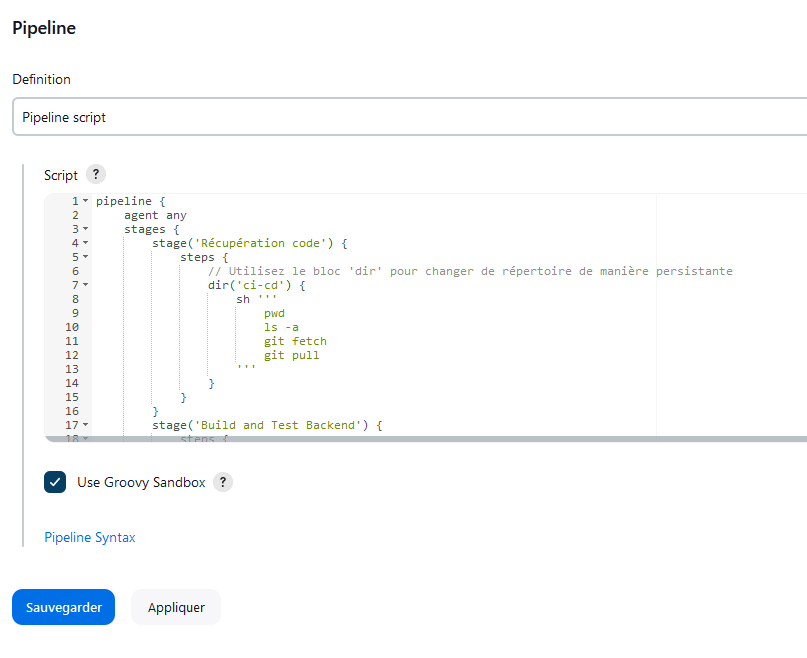 Pipeline
Definition
Pipeline script
Script ?
1 pipeline {
2 agent any
3 stages {
4 stage('Récupération code') {
5 steps {
6 // Utilisez le bloc 'dir' pour changer de répertoire de manière persistante
7 dir('ci-cd') {
8 sh '''
9 pwd
10 ls -a
11 git fetch
12 git pull
13 '''
14 }
15 }
16 }
17 stage('Build and Test Backend') {
18 steps {
Use Groovy Sandbox ?
Pipeline Syntax
Sauvegarder Appliquer